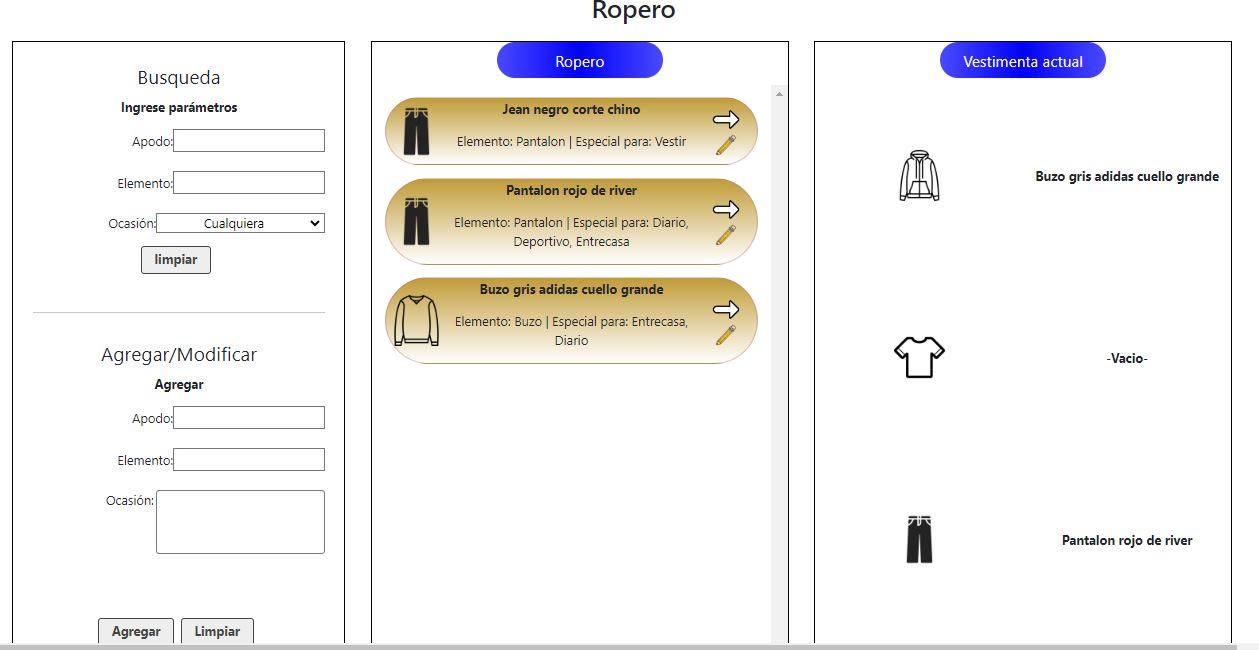 Ropero
Busqueda
Ingrese parámetros
Apodo:
Elemento:
Ocasión:
Cualquiera
limpiar
Agregar/Modificar
Agregar
Apodo:
Elemento:
Ocasión:
Agregar
Limpiar
Ropero
Jean negro corte chino
Elemento: Pantalon | Especial para: Vestir
Pantalon rojo de river
Elemento: Pantalon | Especial para: Diario,
Deportivo, Entrecasa
Buzo gris adidas cuello grande
Elemento: Buzo | Especial para: Entrecasa,
Diario
Vestimenta actual
Buzo gris adidas cuello grande
-Vacio-
Pantalon rojo de river